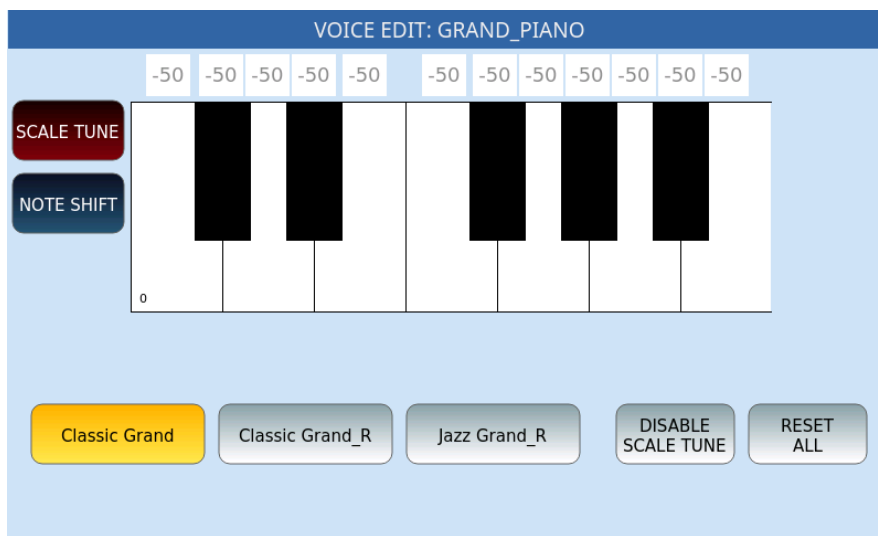 VOICE EDIT: GRAND_PIANO
-50 -50 -50 -50 -50 -50 -50 -50 -50 -50 -50 -50
SCALE TUNE
NOTE SHIFT
0
Classic Grand
Classic Grand_R
Jazz Grand_R
DISABLE
SCALE TUNE
RESET
ALL